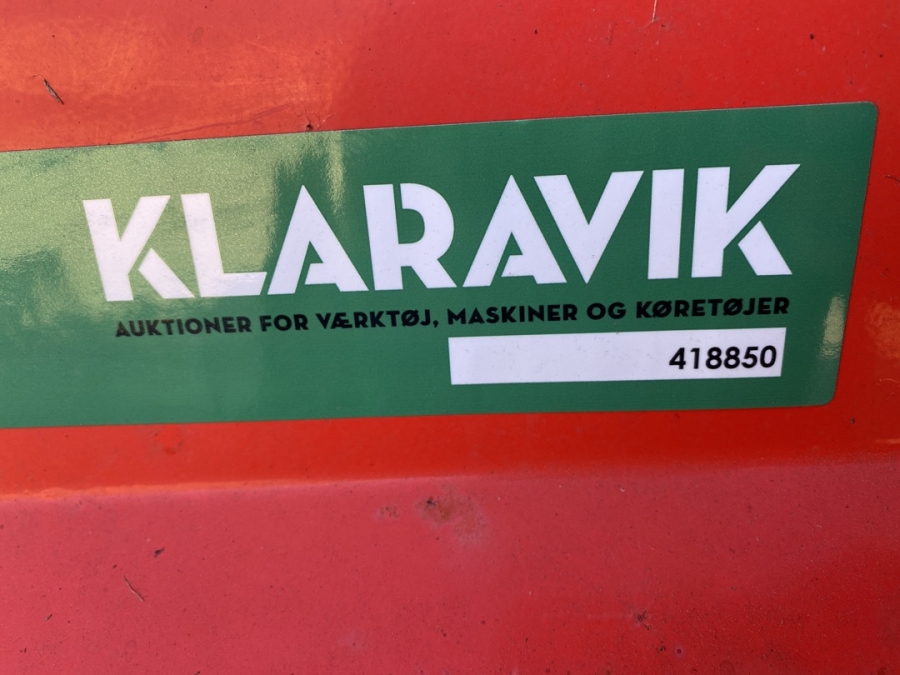 KLARAVIK
AUKTIONER FOR VÆRKTØJ, MASKINER OG KØRETØJER
418850